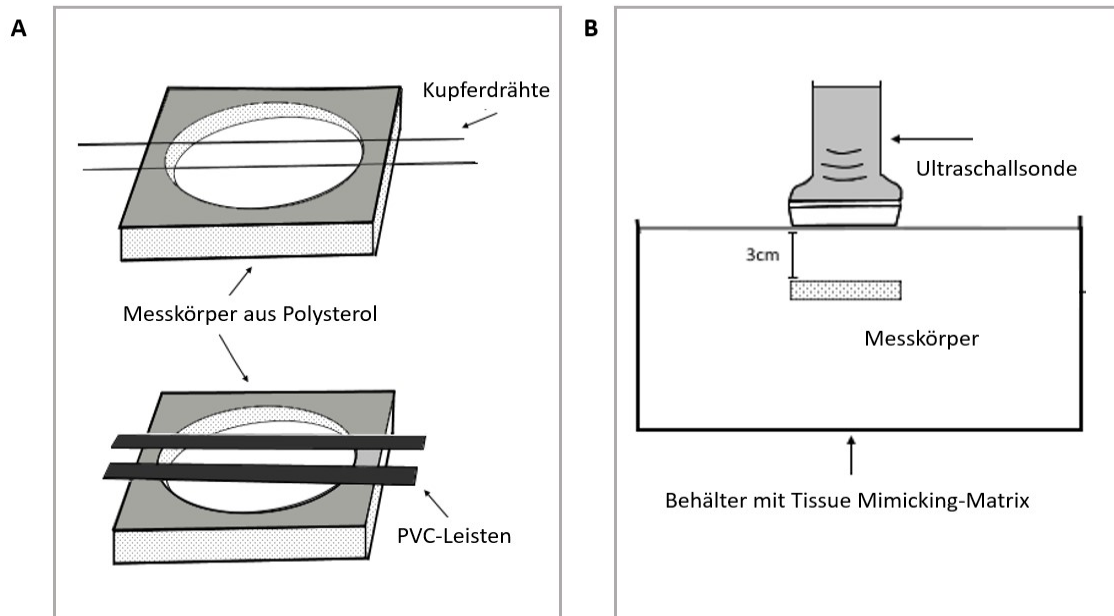 A
Kupferdrähte
Messkörper aus Polysterol
PVC-Leisten
B
Ultraschallsonde
3cm
Messkörper
Behälter mit Tissue Mimicking-Matrix